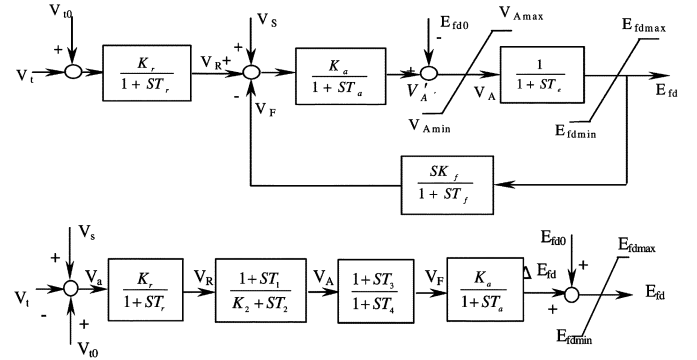 V_t0
+
V_t
K_r
1 + ST_r
V_R +
V_s
+
-
V_F
K_a
1 + ST_a
+
V'_A
E_fd0
-
V_Amax
V_Amin
V_A
1
1 + ST_e
E_fdmax
E_fdmin
E_fd
SK_f
1 + ST_f
V_s
+
V_t
-
+
V_t0
V_a
K_r
1 + ST_r
V_R
1 + ST_1
K_2 + ST_2
V_A
1 + ST_3
1 + ST_4
V_F
K_a
1 + ST_a
Δ E_fd
+
E_fd0
+
E_fdmax
E_fdmin
E_fd